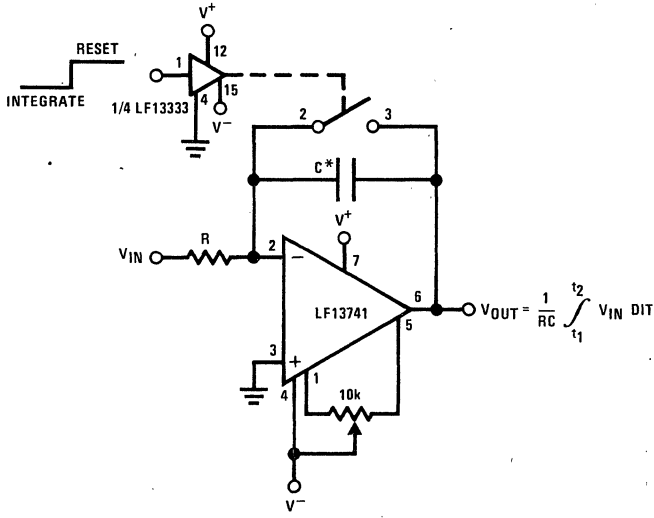 V+
RESET
1
12
INTEGRATE
1/4 LF13333
4
15
V−
2
3
C*
V+
R
VIN
2
−
7
6
LF13741
VOUT = 1/RC ∫ t1 t2 VIN DIT
5
3
+
4
1
10k
V−